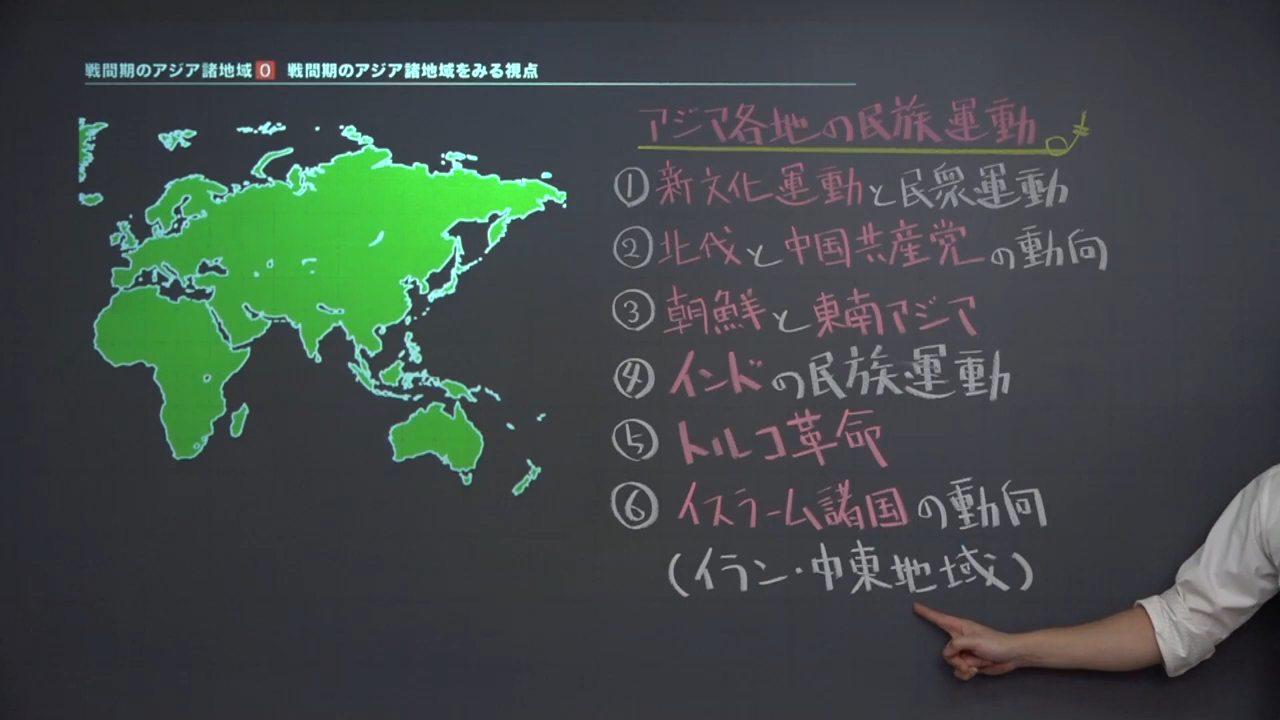 戦間期のアジア諸地域 0 戦間期のアジア諸地域をみる視点
アジア各地の民族運動
①新文化運動と民衆運動
②北伐と中国共産党の動向
③朝鮮と東南アジア
④インドの民族運動
⑤トルコ革命
⑥イスラーム諸国の動向
(イラン・中東地域)